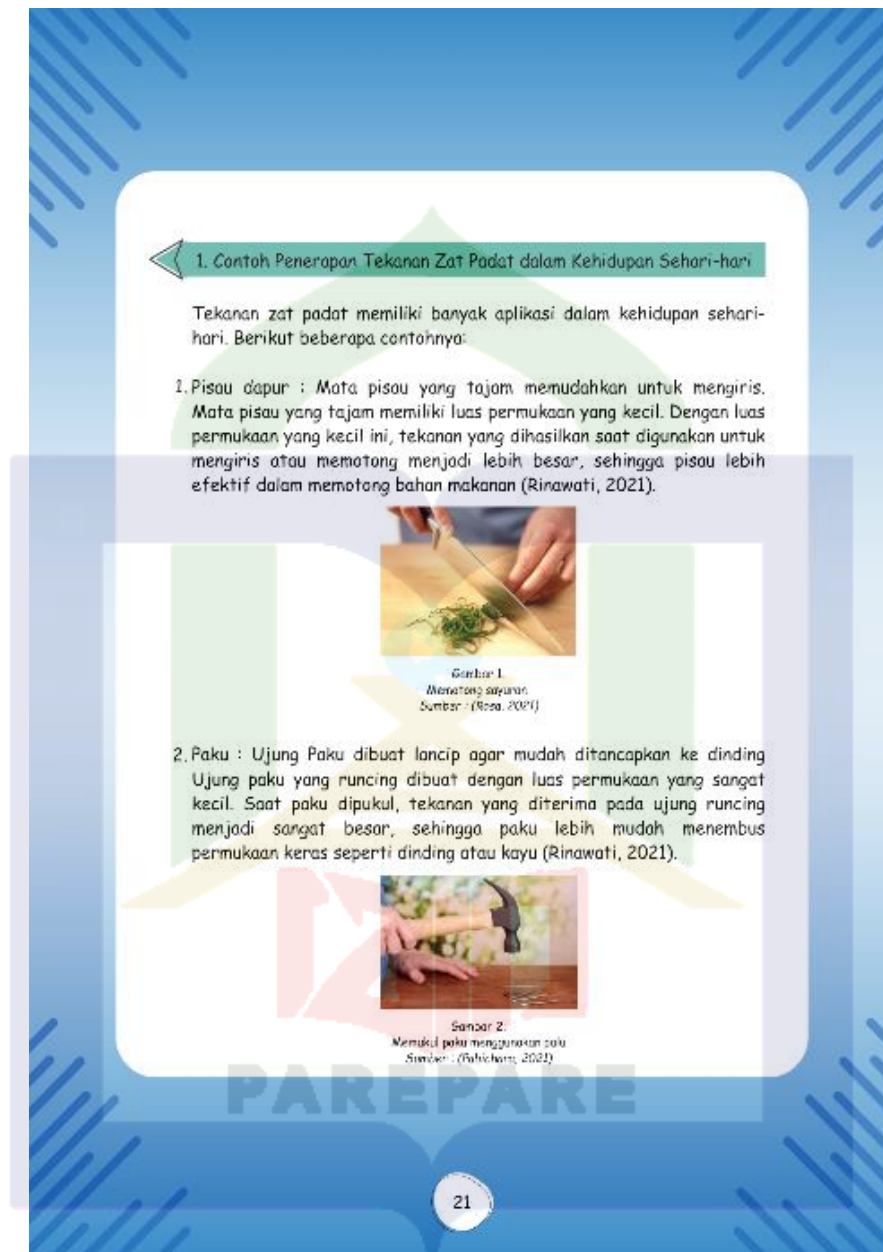 1. Contoh Penerapan Tekanan Zat Padat dalam Kehidupan Sehari-hari
Tekanan zat padat memiliki banyak aplikasi dalam kehidupan sehari-
hari. Berikut beberapa contohnya:
1. Pisau dapur : Mata pisau yang tajam memudahkan untuk mengiris.
Mata pisau yang tajam memiliki luas permukaan yang kecil. Dengan luas
permukaan yang kecil ini, tekanan yang dihasilkan saat digunakan untuk
mengiris atau memotong menjadi lebih besar, sehingga pisau lebih
efektif dalam memotong bahan makanan (Rinawati, 2021).
Gambar 1.
Memotong sayuran
Sumber : (Rosa, 2021)
2. Paku : Ujung Paku dibuat lancip agar mudah ditancapkan ke dinding
Ujung paku yang runcing dibuat dengan luas permukaan yang sangat
kecil. Saat paku dipukul, tekanan yang diterima pada ujung runcing
menjadi sangat besar, sehingga paku lebih mudah menembus
permukaan keras seperti dinding atau kayu (Rinawati, 2021).
Gambar 2.
Memukul paku menggunakan palu
Sumber : 2021)
PAREPARE
21